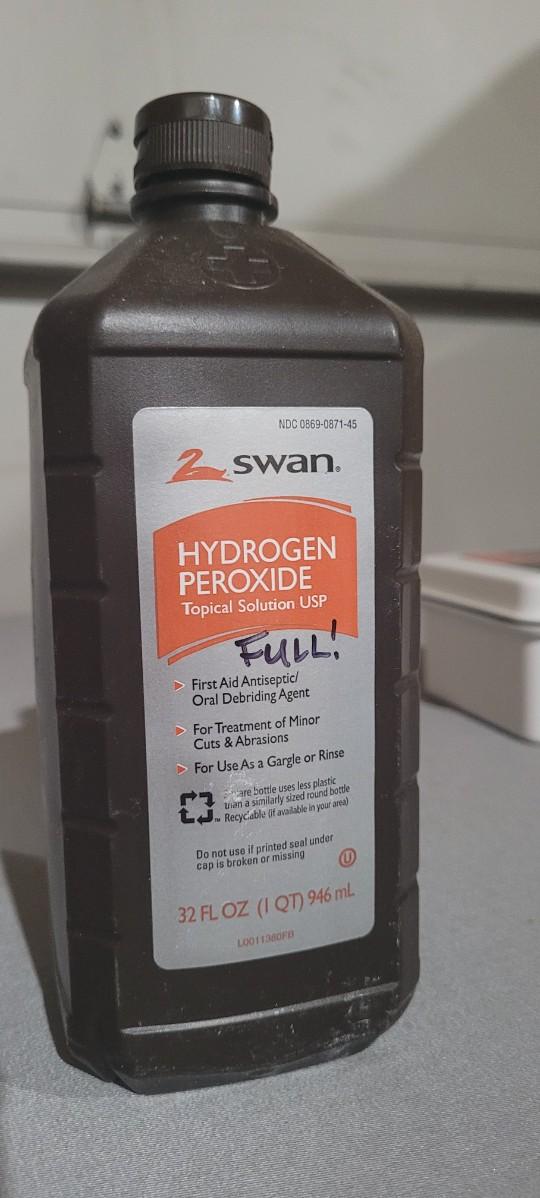 NDC 0869-0871-45
swan®
HYDROGEN
PEROXIDE
Topical Solution USP
FULL!
First Aid Antiseptic/
Oral Debriding Agent
For Treatment of Minor
Cuts & Abrasions
For Use As a Gargle or Rinse
bottle uses less plastic
than a similarly sized round bottle
Recyclable (if available in your area)
TM
Do not use if printed seal under
cap is broken or missing
U
32 FL OZ (1 QT) 946 mL
L0011380FB